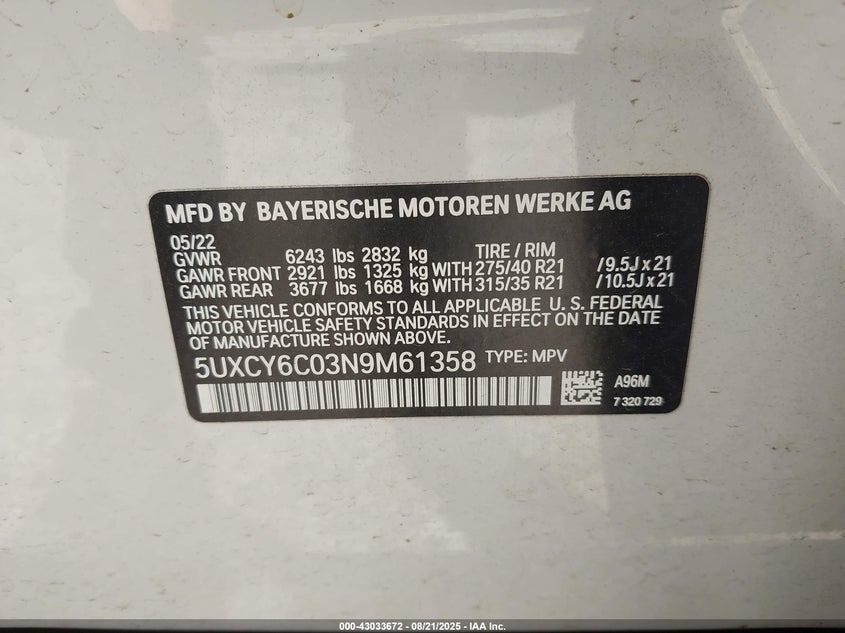 MFD BY BAYERISCHE MOTOREN WERKE AG
05/22
GVWR 6243 lbs 2832 kg TIRE / RIM
GAWR FRONT 2921 lbs 1325 kg WITH 275/40 R21 / 9.5J x 21
GAWR REAR 3677 lbs 1668 kg WITH 315/35 R21 / 10.5J x 21
THIS VEHICLE CONFORMS TO ALL APPLICABLE U. S. FEDERAL
MOTOR VEHICLE SAFETY STANDARDS IN EFFECT ON THE DATE
OF MANUFACTURE SHOWN ABOVE.
5UXCY6C03N9M61358 TYPE: MPV
A96M
7 320 729
000-43033672 - 08/21/2025 - IAA Inc.